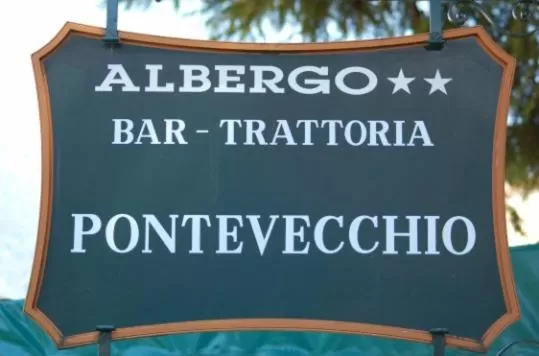 ALBERGO★★
BAR - TRATTORIA
PONTEVECCHIO